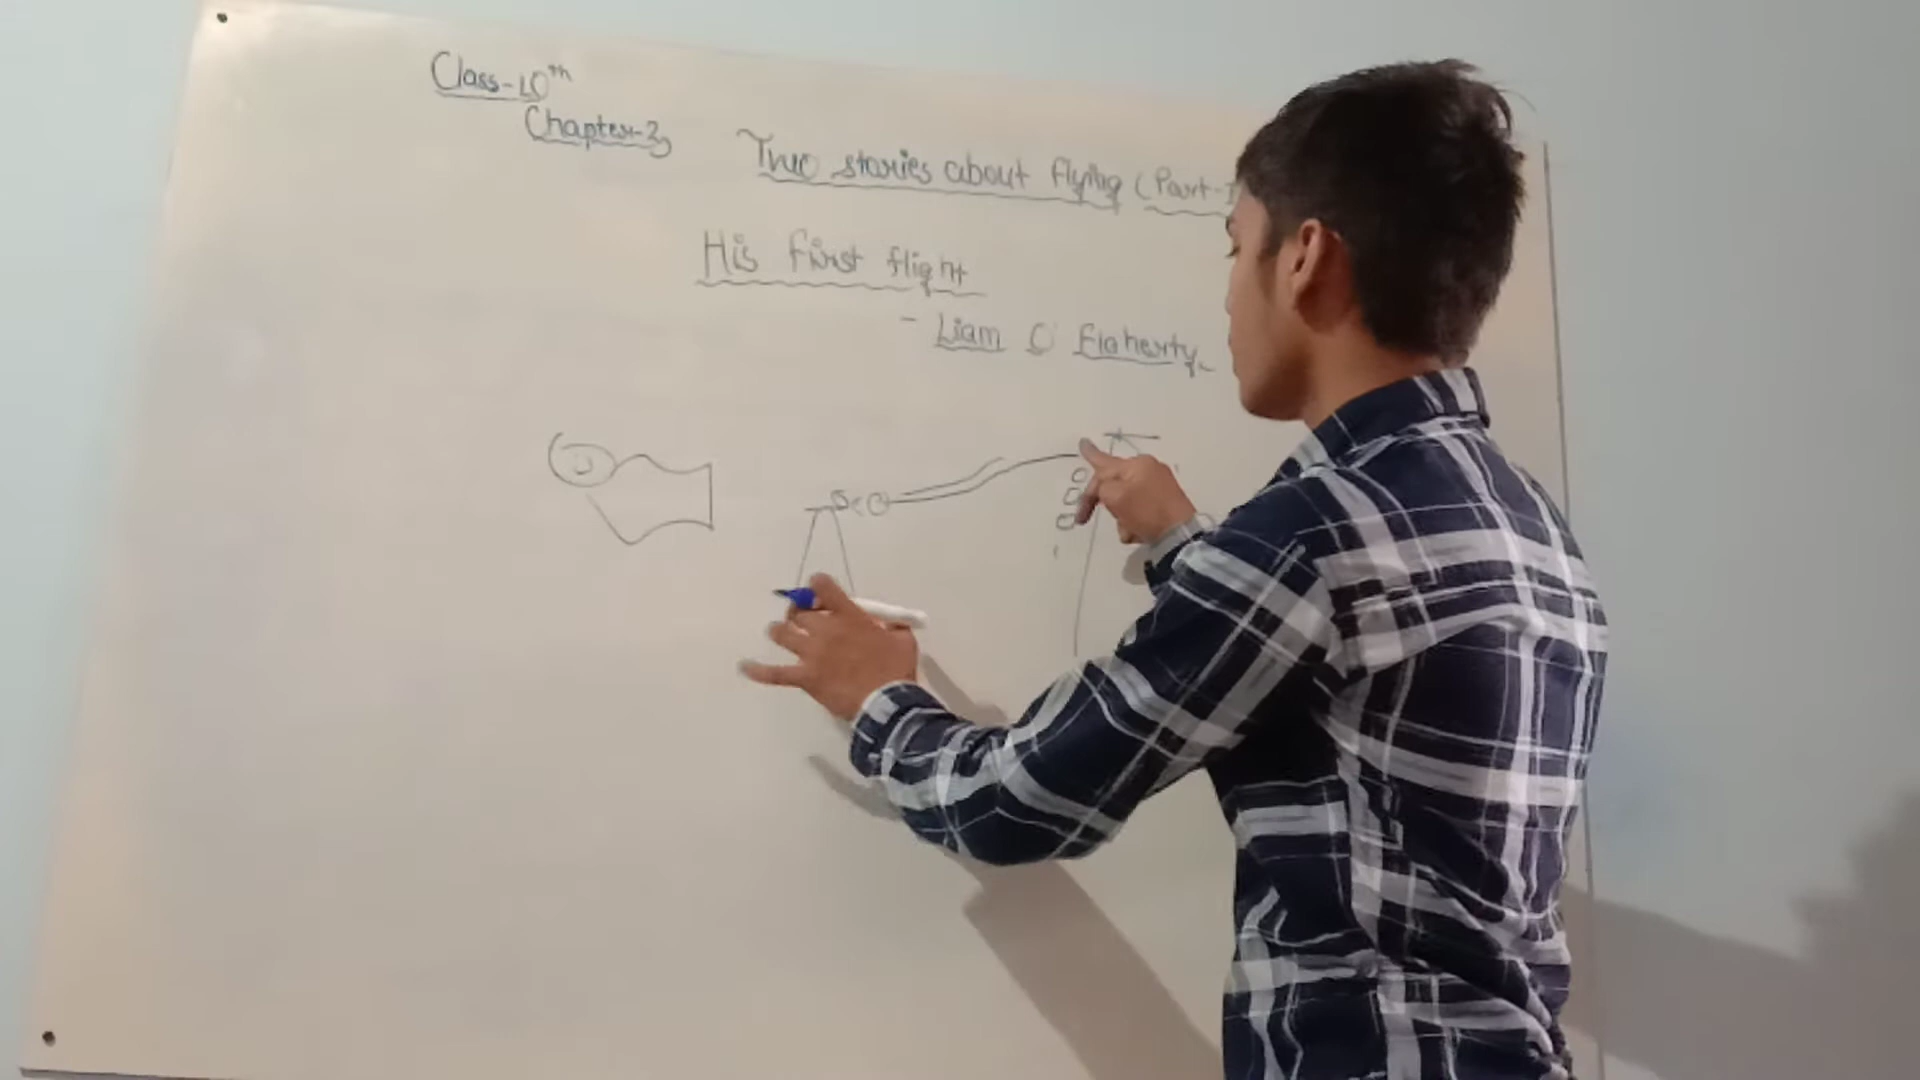 Class-10th
Chapter-3
Two stories about flying (Part-I
His first flight
- Liam O' flaherty